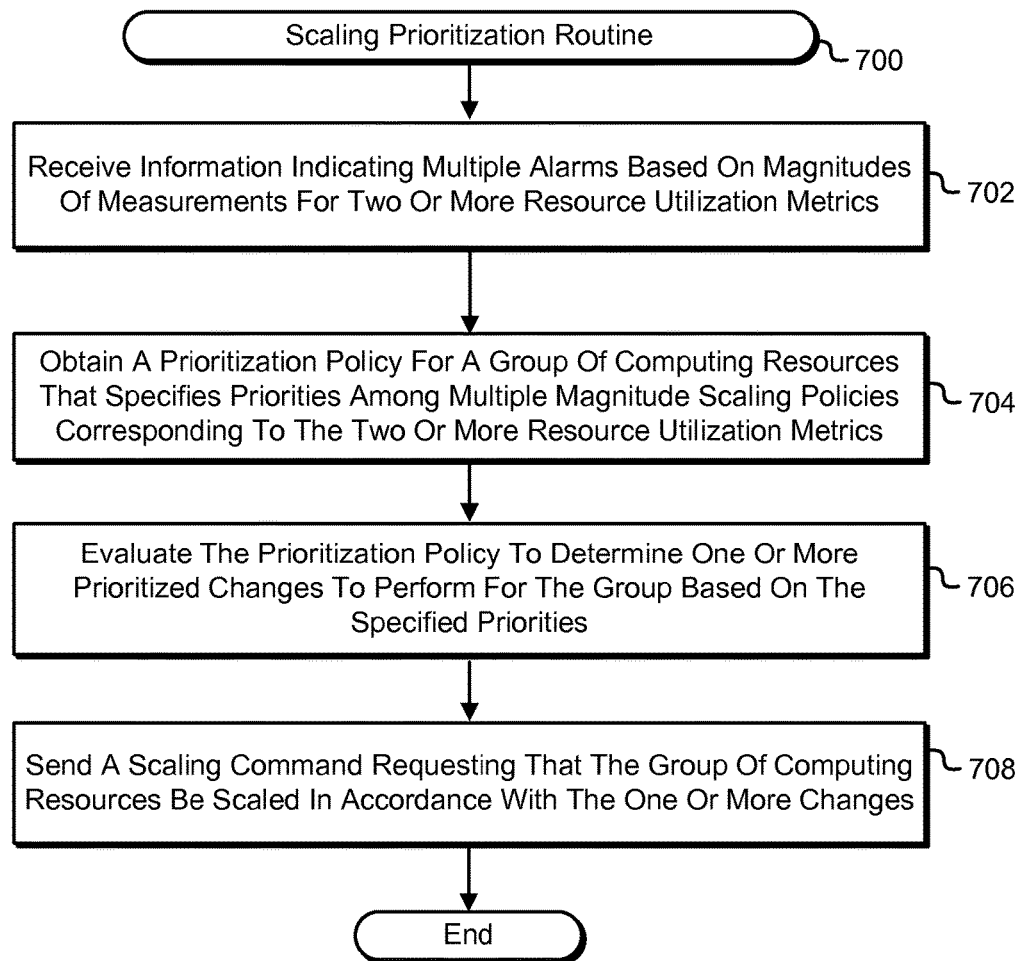 Scaling Prioritization Routine
700
Receive Information Indicating Multiple Alarms Based On Magnitudes
Of Measurements For Two Or More Resource Utilization Metrics
702
Obtain A Prioritization Policy For A Group Of Computing Resources
That Specifies Priorities Among Multiple Magnitude Scaling Policies
Corresponding To The Two Or More Resource Utilization Metrics
704
Evaluate The Prioritization Policy To Determine One Or More
Prioritized Changes To Perform For The Group Based On The
Specified Priorities
706
Send A Scaling Command Requesting That The Group Of Computing
Resources Be Scaled In Accordance With The One Or More Changes
708
End